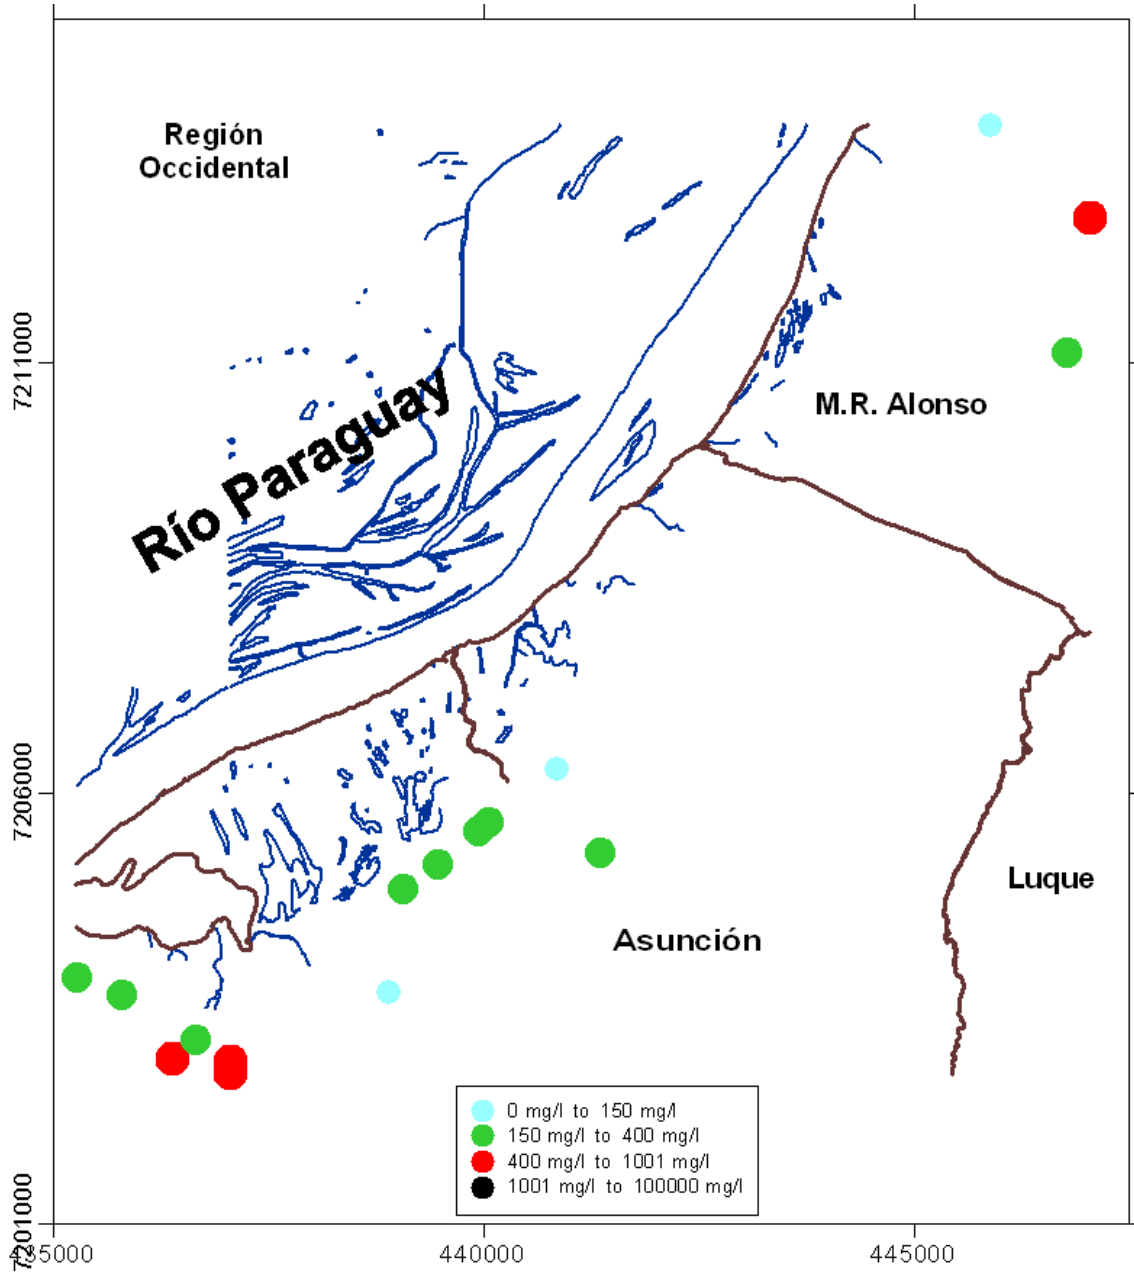 Región
Occidental
7211000
M.R. Alonso
Río Paraguay
7206000
Luque
Asunción
0 mg/l to 150 mg/l
150 mg/l to 400 mg/l
400 mg/l to 1001 mg/l
1001 mg/l to 100000 mg/l
7201000
435000
440000
445000